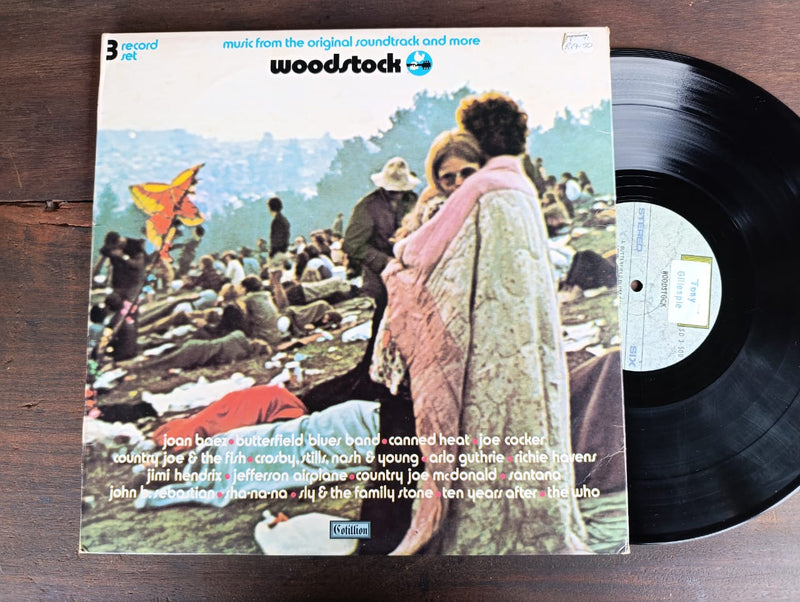 3 record
set
music from the original soundtrack and more
woodstock
joan baez • butterfield blues band • canned heat • joe cocker
country joe & the fish • crosby, stills, nash & young • arlo guthrie • richie havens
jimi hendrix • jefferson airplane • country joe mcdonald • santana
john b. sebastian • sha-na-na • sly & the family stone • ten years after • the who
Cotillion
STEREO
WOODSTOCK
Tony
Gillespie
SIX